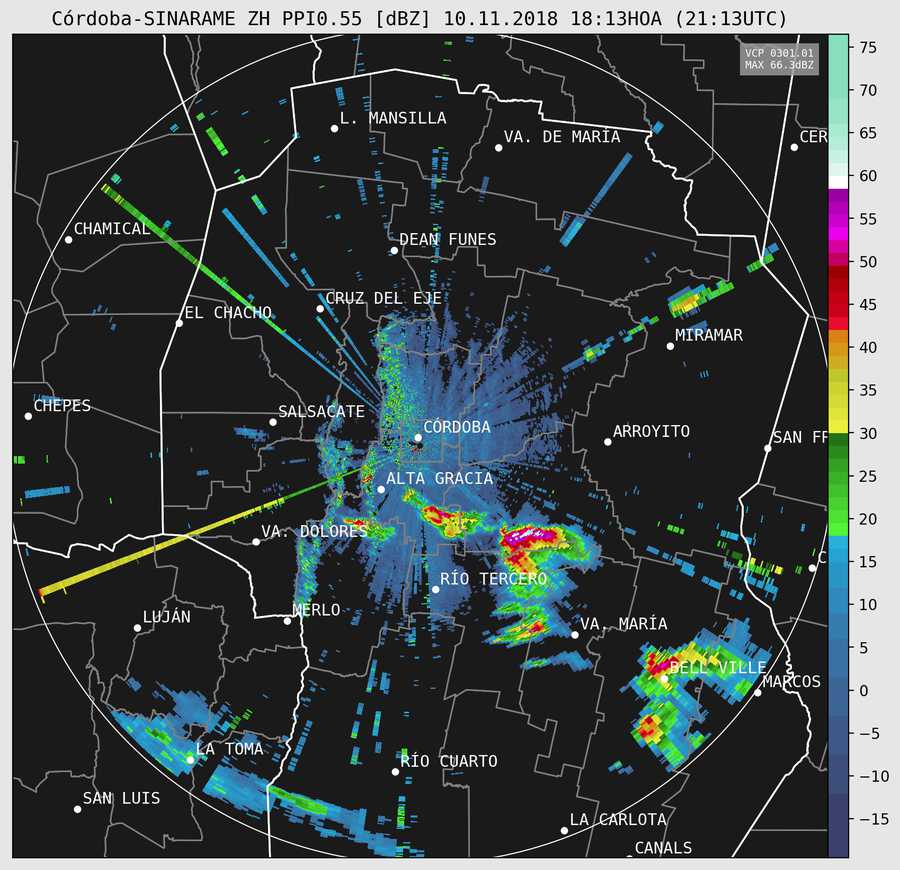 Córdoba-SINARAME ZH PPI0.55 [dBZ] 10.11.2018 18:13HOA (21:13UTC)
VCP 0301.01
MAX 66.3dBZ
L. MANSILLA
VA. DE MARÍA
CER
CHAMICAL
DEAN FUNES
CRUZ DEL EJE
EL CHACHO
MIRAMAR
CHEPES
SALSACATE
CÓRDOBA
ARROYITO
SAN FR
ALTA GRACIA
VA. DOLORES
C
RÍO TERCERO
LUJÁN
MERLO
VA. MARÍA
BELL VILLE
MARCOS
LA TOMA
RÍO CUARTO
SAN LUIS
LA CARLOTA
CANALS
75
70
65
60
55
50
45
40
35
30
25
20
15
10
5
0
−5
−10
−15